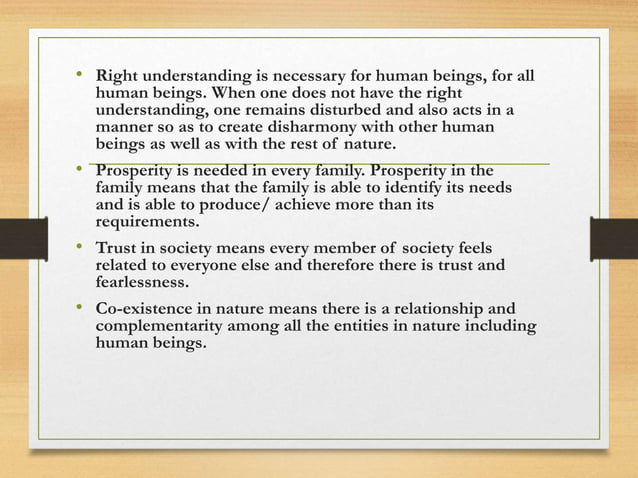 • Right understanding is necessary for human beings, for all
human beings. When one does not have the right
understanding, one remains disturbed and also acts in a
manner so as to create disharmony with other human
beings as well as with the rest of nature.
• Prosperity is needed in every family. Prosperity in the
family means that the family is able to identify its needs
and is able to produce/ achieve more than its
requirements.
• Trust in society means every member of society feels
related to everyone else and therefore there is trust and
fearlessness.
• Co-existence in nature means there is a relationship and
complementarity among all the entities in nature including
human beings.